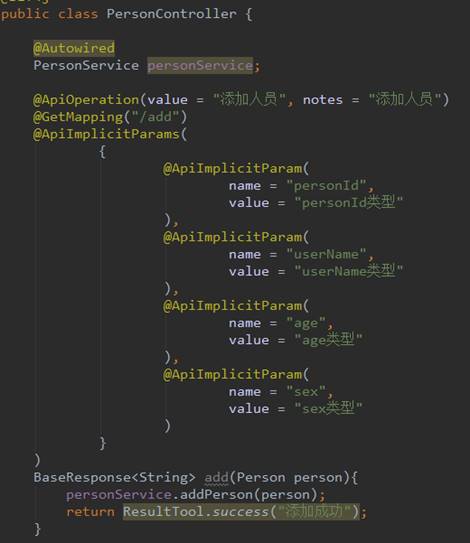 public class PersonController {
@Autowired
PersonService personService;
@ApiOperation(value = "添加人员", notes = "添加人员")
@GetMapping("/add")
@ApiImplicitParams(
{
@ApiImplicitParam(
name = "personId",
value = "personId类型"
),
@ApiImplicitParam(
name = "userName",
value = "userName类型"
),
@ApiImplicitParam(
name = "age",
value = "age类型"
),
@ApiImplicitParam(
name = "sex",
value = "sex类型"
)
}
)
BaseResponse<String> add(Person person){
personService.addPerson(person);
return ResultTool.success("添加成功");
}